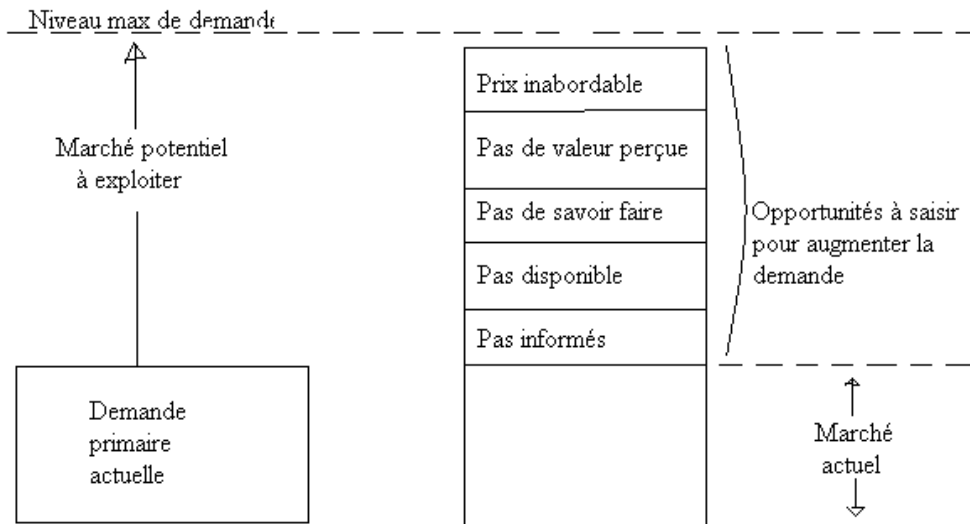 Niveau max de demande
Prix inabordable
Marché potentiel
à exploiter
Pas de valeur perçue
Pas de savoir faire
Opportunités à saisir
pour augmenter la
demande
Pas disponible
Pas informés
Demande
primaire
actuelle
Marché
actuel